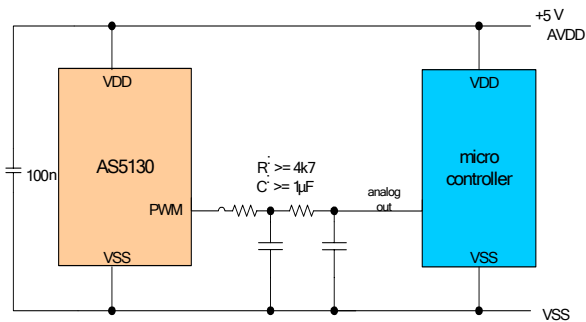 +5 V
AVDD
VDD
VDD
AS5130
100n
R >= 4k7
C >= 1µF
micro
controller
analog
out
PWM
VSS
VSS
VSS